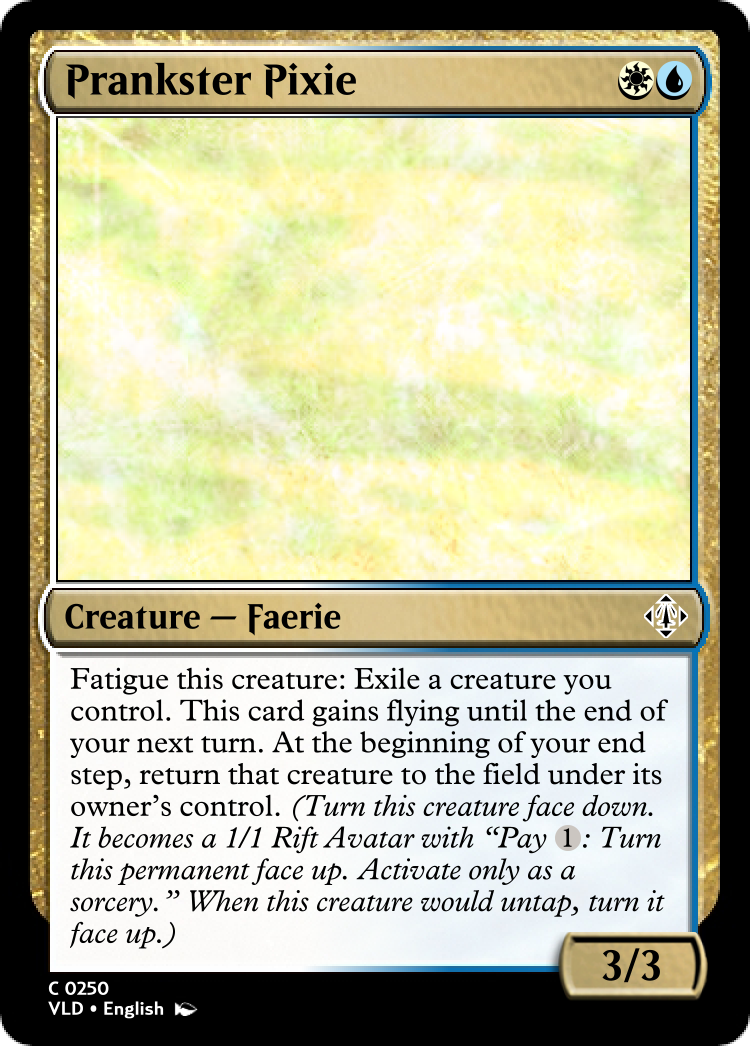 Prankster Pixie
Creature — Faerie
Fatigue this creature: Exile a creature you
control. This card gains flying until the end of
your next turn. At the beginning of your end
step, return that creature to the field under its
owner’s control. (Turn this creature face down.
It becomes a 1/1 Rift Avatar with “Pay 1: Turn
this permanent face up. Activate only as a
sorcery.” When this creature would untap, turn it
face up.)
3/3
C 0250
VLD • English